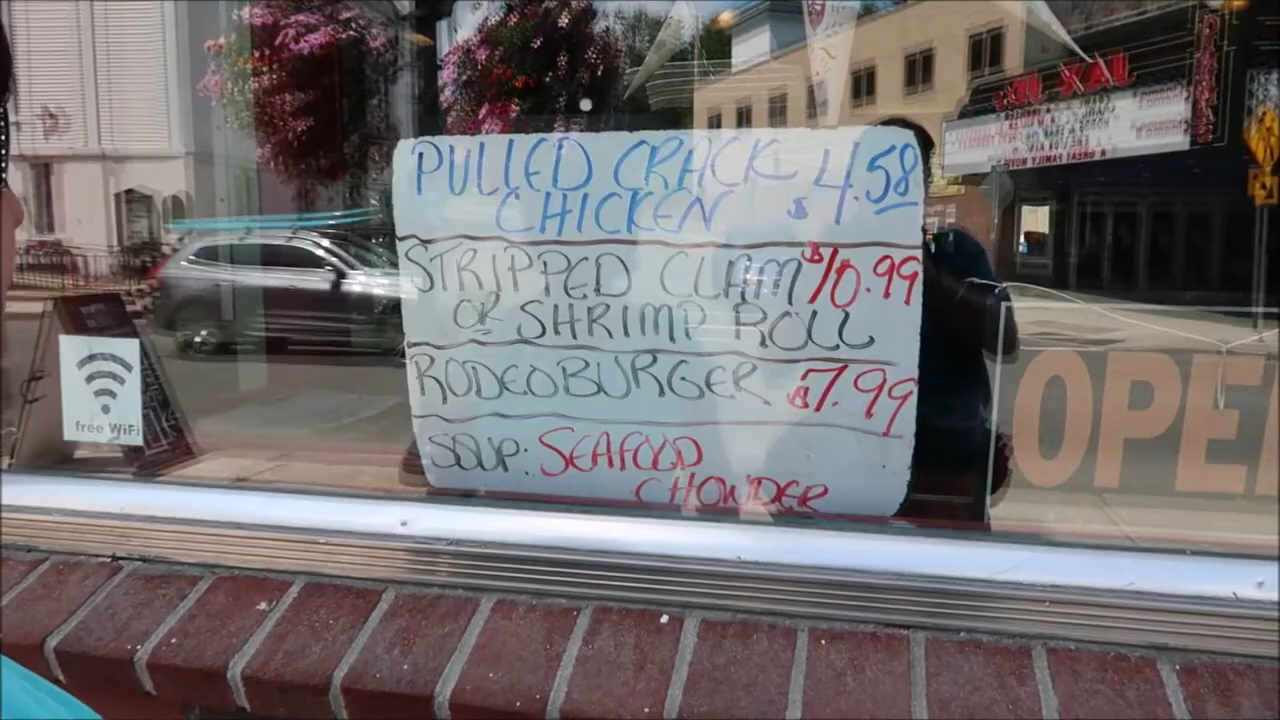 PULLED CRACK $4.58
CHICKEN
STRIPPED CLAM $10.99
OR SHRIMP ROLL
RODEOBURGER $7.99
SOUP: SEAFOOD
CHOWDER
free WiFi
OPE